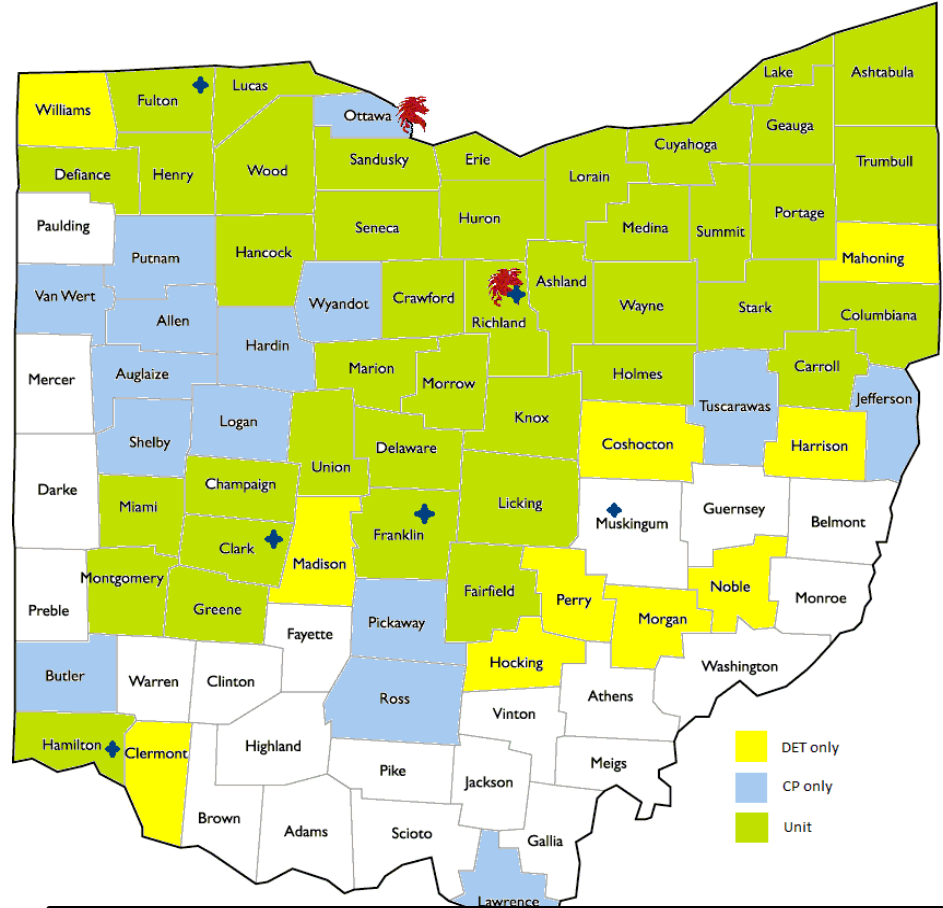 Lake
Ashtabula
Lucas
Fulton
Williams
Ottawa
Geauga
Cuyahoga
Sandusky
Erie
Trumbull
Wood
Defiance
Henry
Lorain
Portage
Huron
Paulding
Seneca
Medina
Summit
Hancock
Putnam
Mahoning
Ashland
Van Wert
Wyandot
Crawford
Wayne
Stark
Columbiana
Allen
Richland
Hardin
Marion
Carroll
Mercer
Auglaize
Holmes
Morrow
Jefferson
Tuscarawas
Knox
Logan
Shelby
Delaware
Coshocton
Harrison
Union
Champaign
Darke
Licking
Miami
Guernsey
Muskingum
Belmont
Franklin
Clark
Madison
Montgomery
Fairfield
Noble
Perry
Monroe
Preble
Greene
Morgan
Pickaway
Fayette
Hocking
Washington
Butler
Warren
Clinton
Ross
Athens
Vinton
Hamilton
Highland
Clermont
DET only
Meigs
Pike
Jackson
CP only
Brown
Unit
Adams
Scioto
Gallia
Lawrence